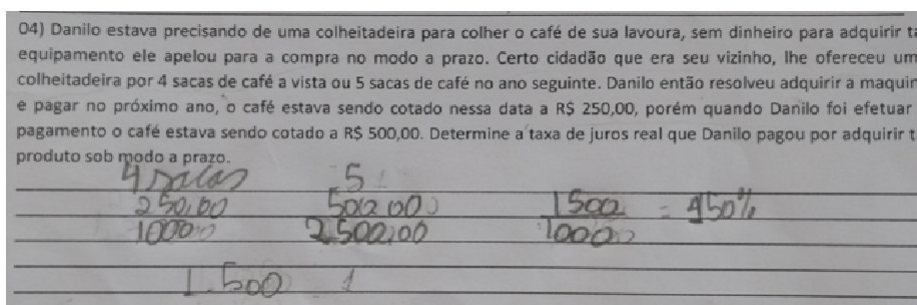 04) Danilo estava precisando de uma colheitadeira para colher o café de sua lavoura, sem dinheiro para adquirir ta
equipamento ele apelou para a compra no modo a prazo. Certo cidadão que era seu vizinho, lhe ofereceu um
colheitadeira por 4 sacas de café a vista ou 5 sacas de café no ano seguinte. Danilo então resolveu adquirir a maquin
e pagar no próximo ano, o café estava sendo cotado nessa data a R$ 250,00, porém quando Danilo foi efetuar
pagamento o café estava sendo cotado a R$ 500,00. Determine a taxa de juros real que Danilo pagou por adquirir t
produto sob modo a prazo.
4 sacas 5
250,00 500,00 1500 = 150%
1000 2500,00 1000
1.500 1